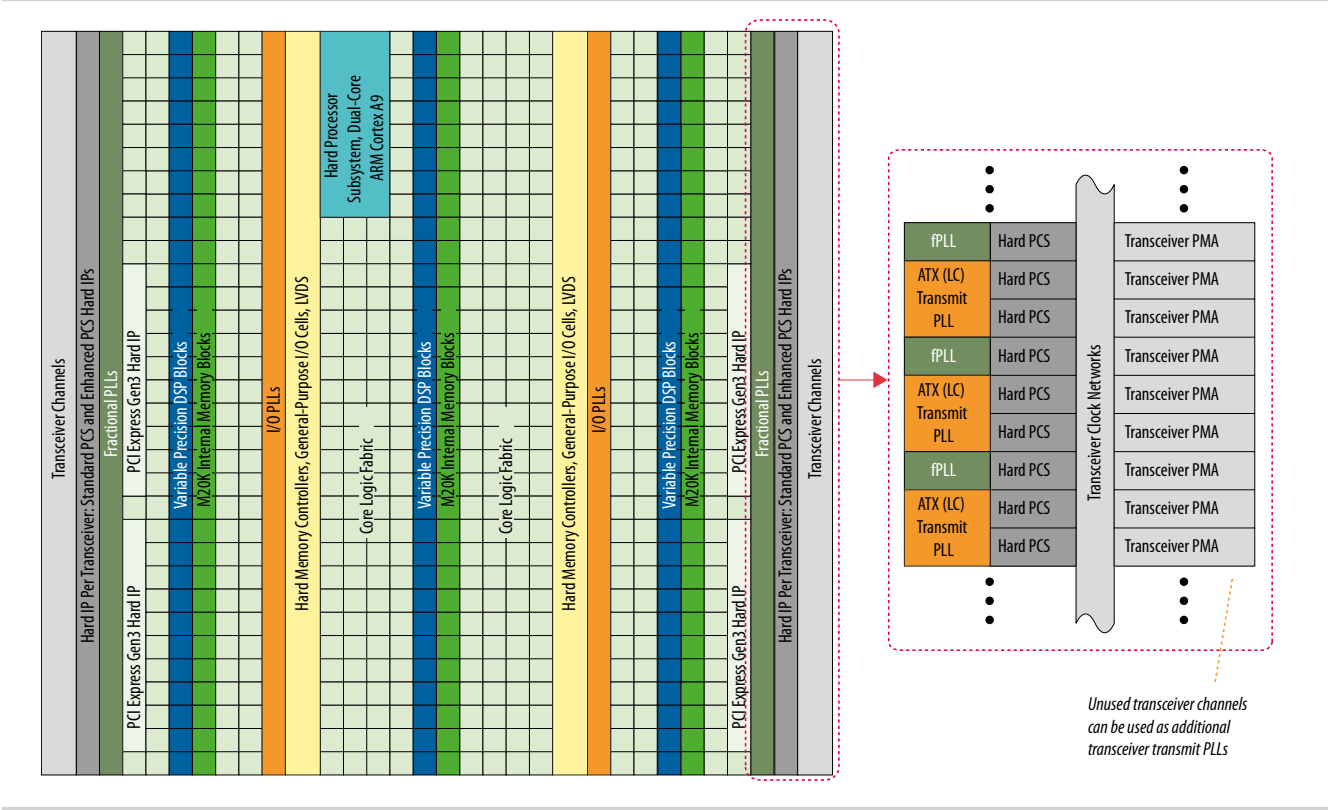 Transceiver Channels
Hard IP Per Transceiver: Standard PCS and Enhanced PCS Hard IPs
Fractional PLLs
PCI Express Gen3 Hard IP
PCI Express Gen3 Hard IP
Variable Precision DSP Blocks
M20K Internal Memory Blocks
I/O PLLs
Hard Memory Controllers, General-Purpose I/O Cells, LVDS
Hard Processor
Subsystem, Dual-Core
ARM Cortex A9
Core Logic Fabric
Variable Precision DSP Blocks
M20K Internal Memory Blocks
Core Logic Fabric
Hard Memory Controllers, General-Purpose I/O Cells, LVDS
I/O PLLs
Variable Precision DSP Blocks
M20K Internal Memory Blocks
PCI Express Gen3 Hard IP
PCI Express Gen3 Hard IP
Fractional PLLs
Hard IP Per Transceiver: Standard PCS and Enhanced PCS Hard IPs
Transceiver Channels
fPLL
ATX (LC)
Transmit
PLL
fPLL
ATX (LC)
Transmit
PLL
fPLL
ATX (LC)
Transmit
PLL
Hard PCS
Hard PCS
Hard PCS
Hard PCS
Hard PCS
Hard PCS
Hard PCS
Hard PCS
Hard PCS
Transceiver Clock Networks
Transceiver PMA
Transceiver PMA
Transceiver PMA
Transceiver PMA
Transceiver PMA
Transceiver PMA
Transceiver PMA
Transceiver PMA
Transceiver PMA
Unused transceiver channels
can be used as additional
transceiver transmit PLLs